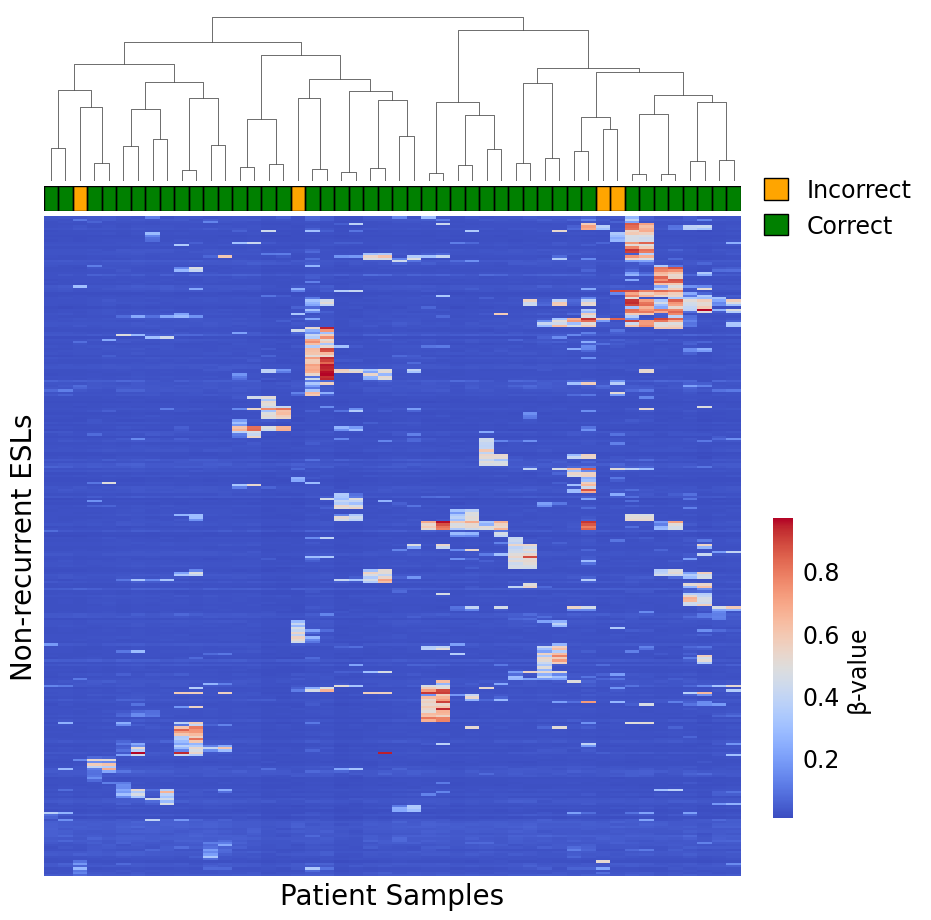 Incorrect
Correct
Non-recurrent ESLs
0.8
0.6
0.4
0.2
β-value
Patient Samples